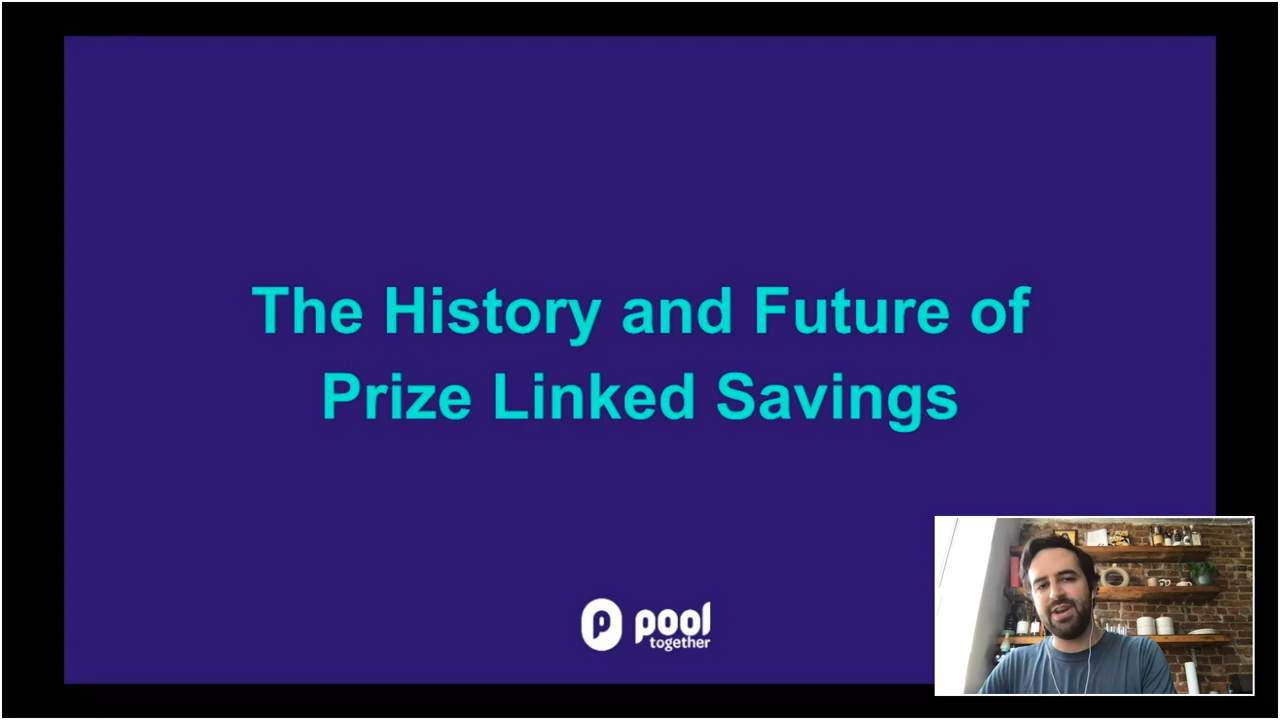 The History and Future of
Prize Linked Savings
pool
together